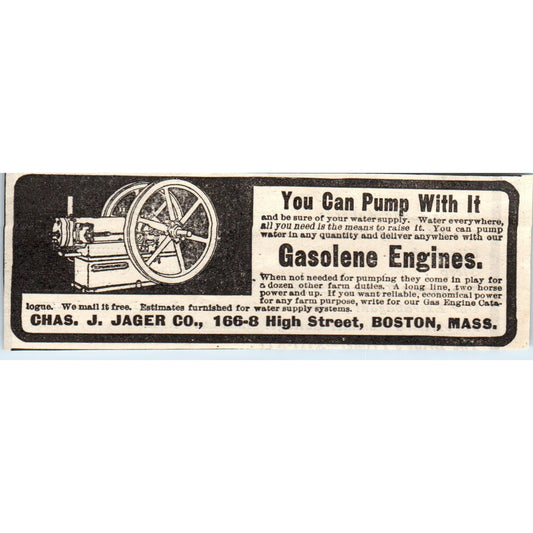 You Can Pump With It
and be sure of your water supply. Water everywhere,
all you need is the means to raise it. You can pump
water in any quantity and deliver anywhere with our
Gasolene Engines.
When not needed for pumping they come in play for
a dozen other farm duties. A long line, two horse
power and up. If you want reliable, economical power
for any farm purpose, write for our Gas Engine Cata-
logue. We mail it free. Estimates furnished for water supply systems.
CHAS. J. JAGER CO., 166-8 High Street, BOSTON, MASS.